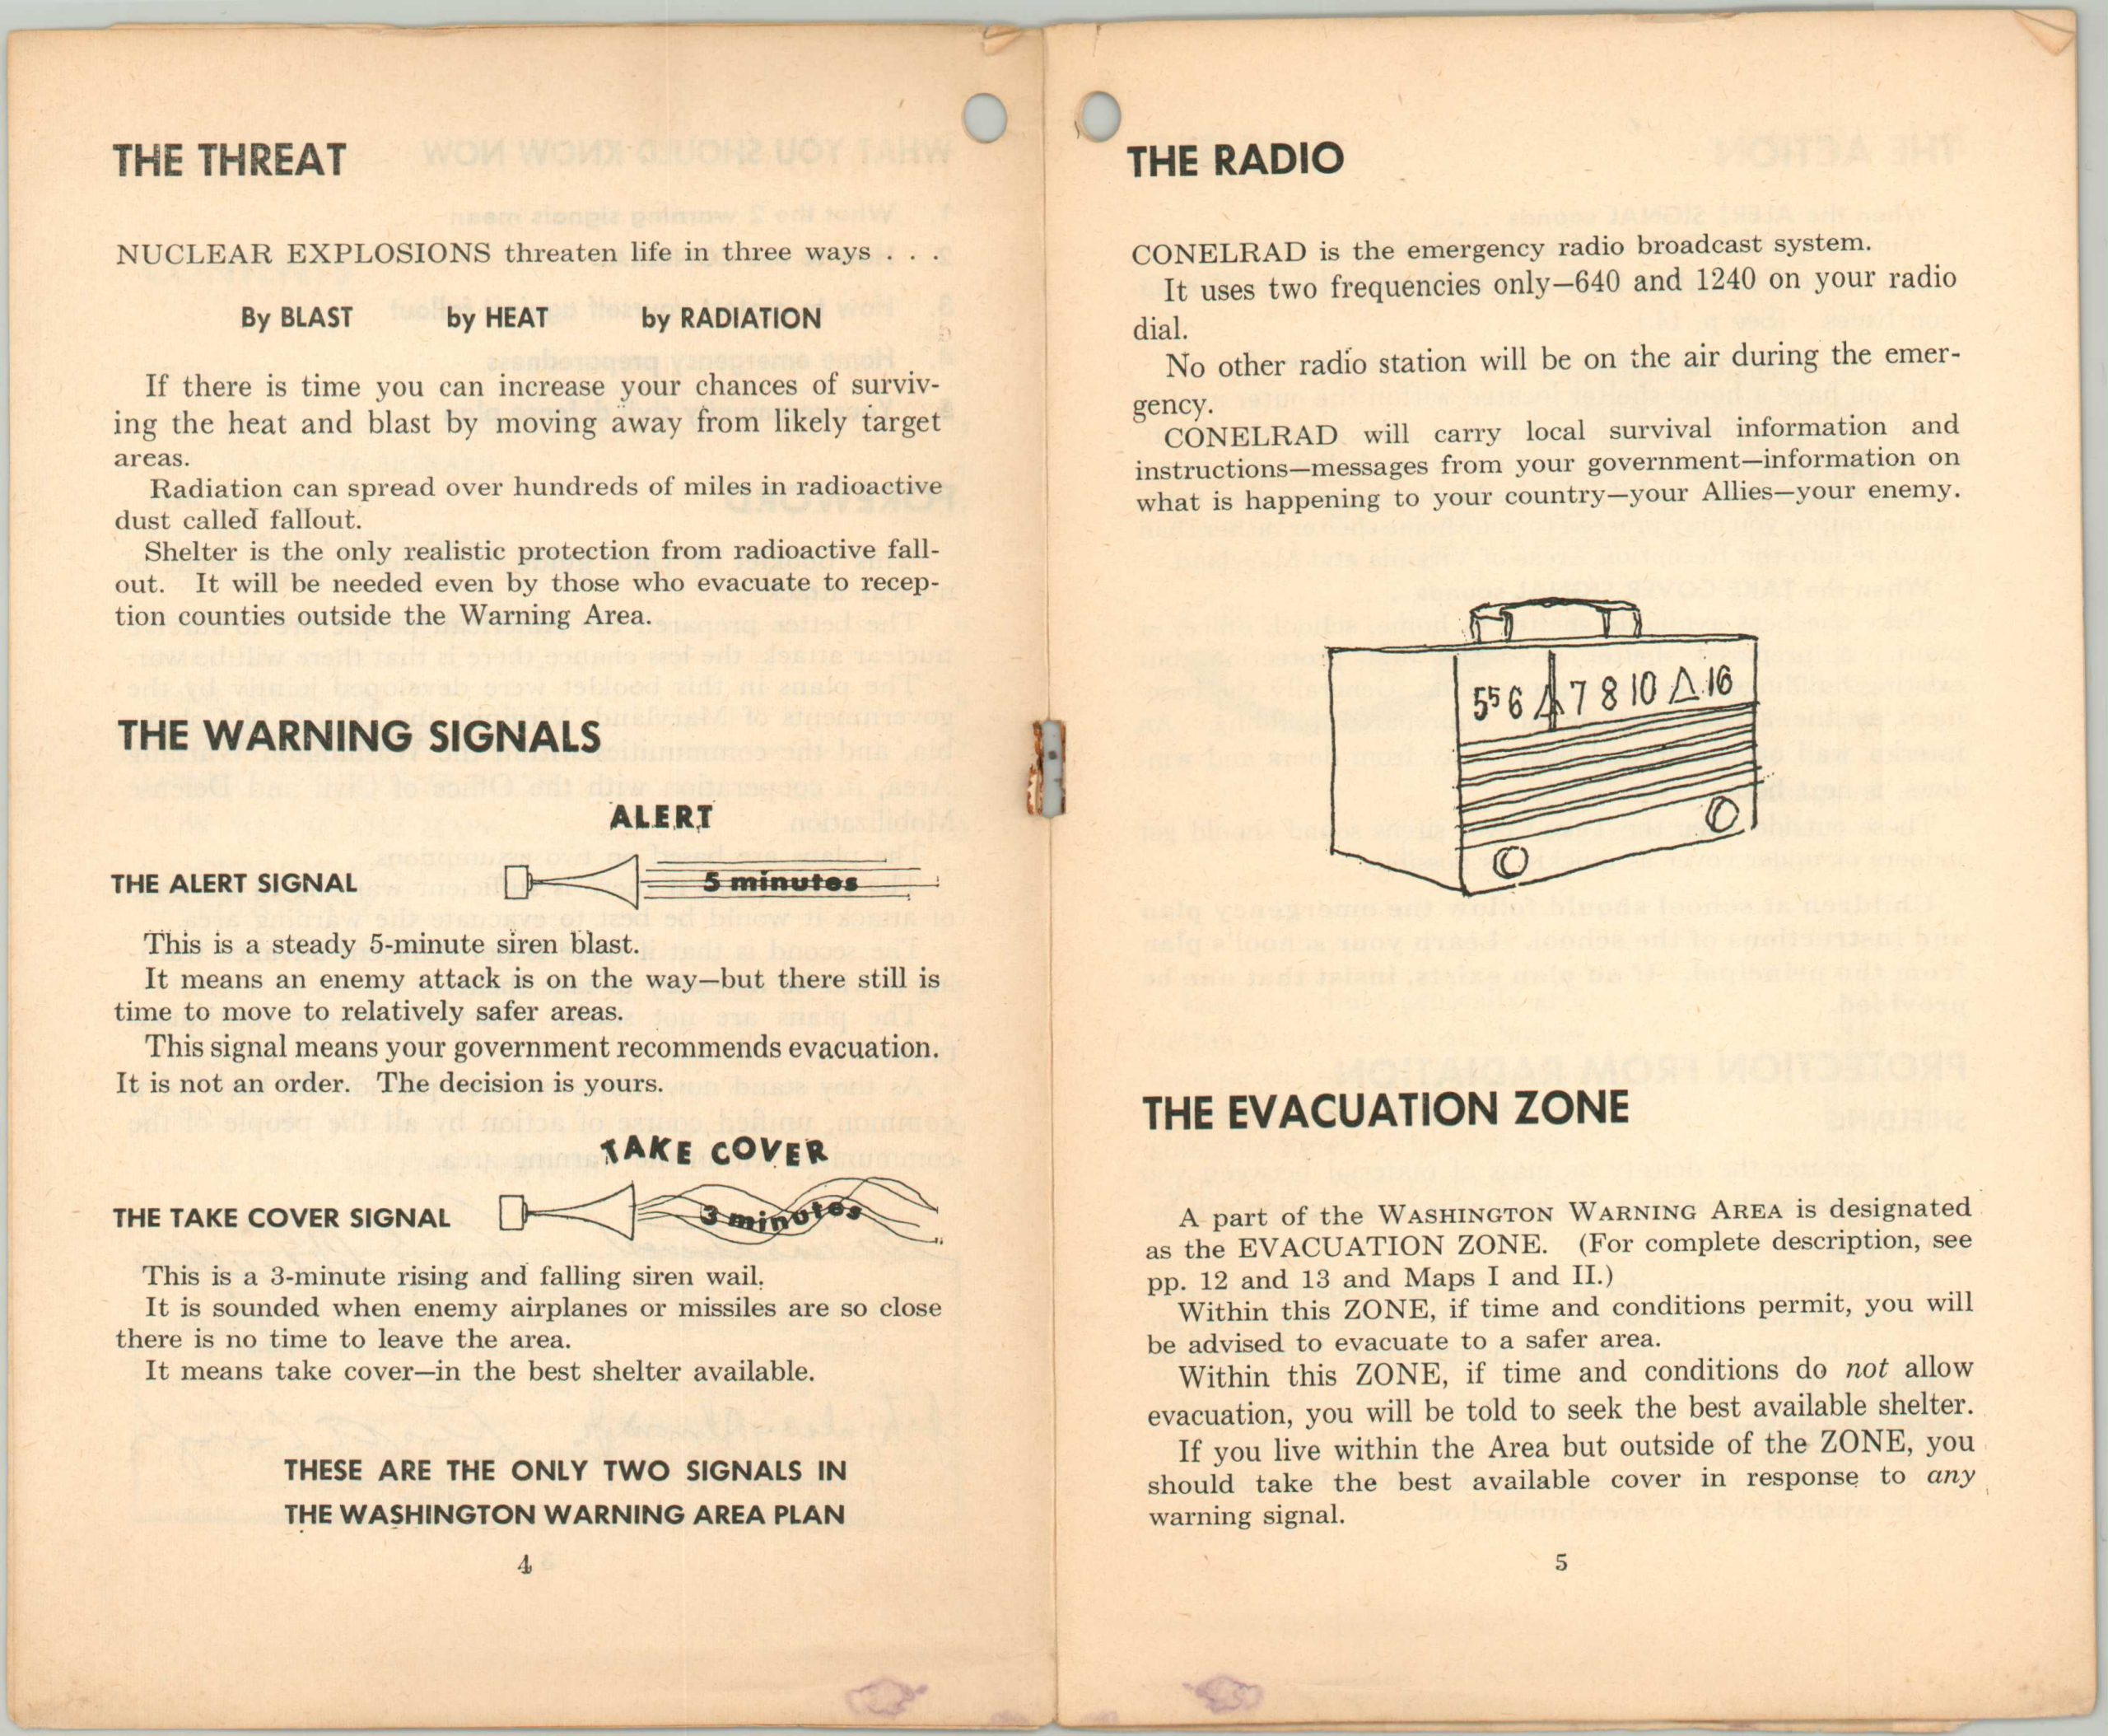 THE THREAT
NUCLEAR EXPLOSIONS threaten life in three ways . . .
By BLAST by HEAT by RADIATION
If there is time you can increase your chances of surviv-
ing the heat and blast by moving away from likely target
areas.
Radiation can spread over hundreds of miles in radioactive
dust called fallout.
Shelter is the only realistic protection from radioactive fall-
out. It will be needed even by those who evacuate to recep-
tion counties outside the Warning Area.
THE WARNING SIGNALS
ALERT
THE ALERT SIGNAL 5 minutes
This is a steady 5-minute siren blast.
It means an enemy attack is on the way—but there still is
time to move to relatively safer areas.
This signal means your government recommends evacuation.
It is not an order. The decision is yours.
TAKE COVER
THE TAKE COVER SIGNAL 3 minutes
This is a 3-minute rising and falling siren wail.
It is sounded when enemy airplanes or missiles are so close
there is no time to leave the area.
It means take cover—in the best shelter available.
THESE ARE THE ONLY TWO SIGNALS IN
THE WASHINGTON WARNING AREA PLAN
4
THE RADIO
CONELRAD is the emergency radio broadcast system.
It uses two frequencies only—640 and 1240 on your radio
dial.
No other radio station will be on the air during the emer-
gency.
CONELRAD will carry local survival information and
instructions—messages from your government—information on
what is happening to your country—your Allies—your enemy.
55 6 △ 7 8 10 △ 16
THE EVACUATION ZONE
A part of the WASHINGTON WARNING AREA is designated
as the EVACUATION ZONE. (For complete description, see
pp. 12 and 13 and Maps I and II.)
Within this ZONE, if time and conditions permit, you will
be advised to evacuate to a safer area.
Within this ZONE, if time and conditions do not allow
evacuation, you will be told to seek the best available shelter.
If you live within the Area but outside of the ZONE, you
should take the best available cover in response to any
warning signal.
5